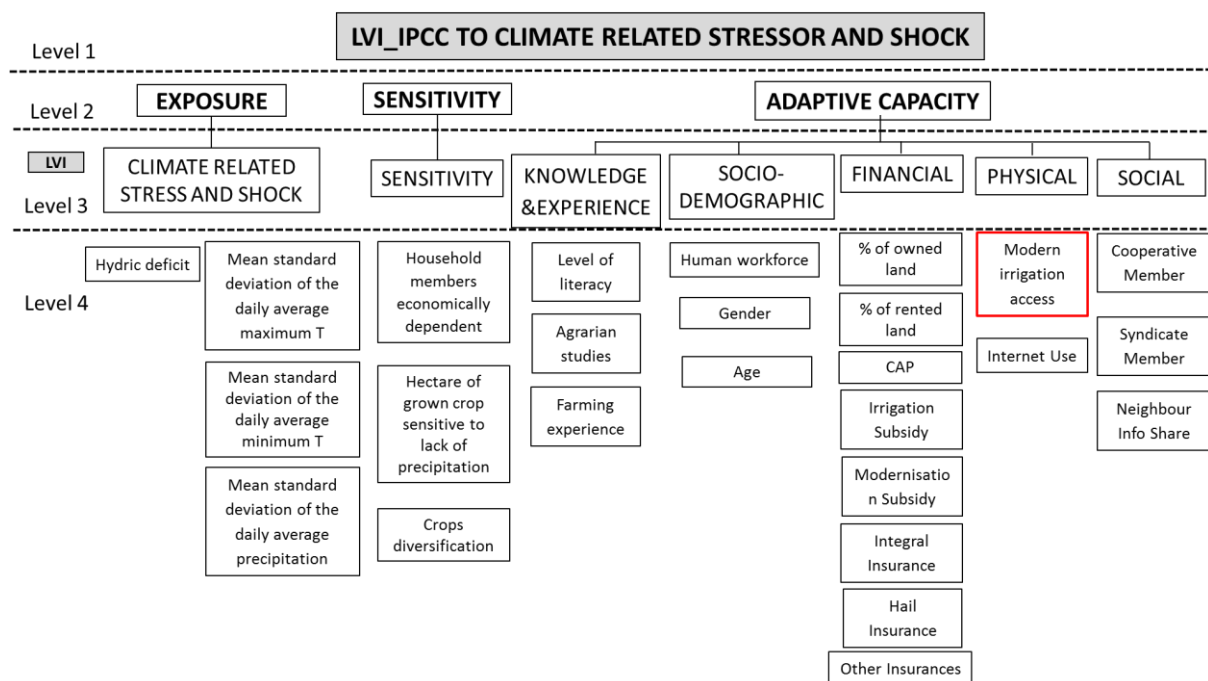 LVI_IPCC TO CLIMATE RELATED STRESSOR AND SHOCK
Level 1
Level 2
EXPOSURE
SENSITIVITY
ADAPTIVE CAPACITY
LVI
Level 3
CLIMATE RELATED
STRESS AND SHOCK
SENSITIVITY
KNOWLEDGE
&EXPERIENCE
SOCIO-
DEMOGRAPHIC
FINANCIAL
PHYSICAL
SOCIAL
Level 4
Hydric deficit
Mean standard
deviation of the
daily average
maximum T
Mean standard
deviation of the
daily average
minimum T
Mean standard
deviation of the
daily average
precipitation
Household
members
economically
dependent
Hectare of
grown crop
sensitive to
lack of
precipitation
Crops
diversification
Level of
literacy
Agrarian
studies
Farming
experience
Human workforce
Gender
Age
% of owned
land
% of rented
land
CAP
Irrigation
Subsidy
Modernisatio
n Subsidy
Integral
Insurance
Hail
Insurance
Other Insurances
Modern
irrigation
access
Internet Use
Cooperative
Member
Syndicate
Member
Neighbour
Info Share